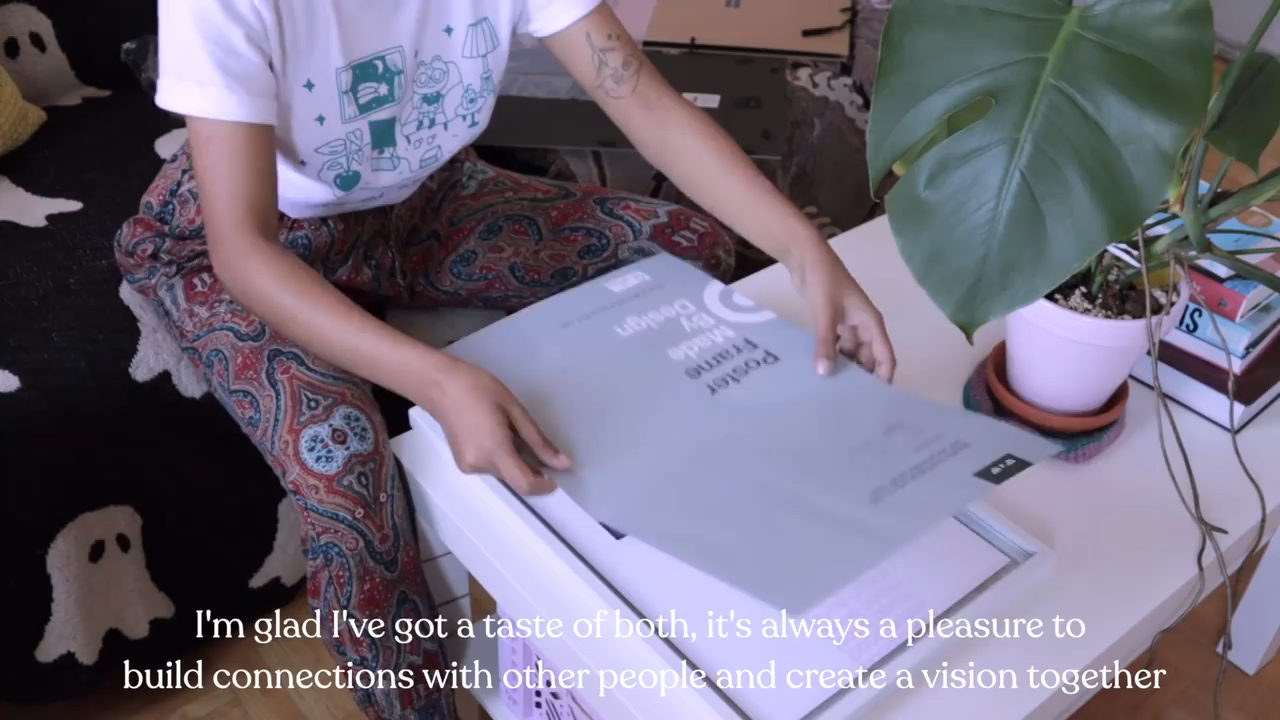 Poster
Frame
Made
By
Design
IS
I'm glad I've got a taste of both, it's always a pleasure to
build connections with other people and create a vision together